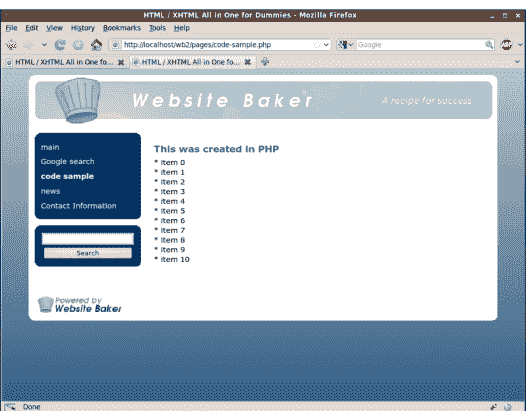 HTML / XHTML All in One for Dummies - Mozilla Firefox
File Edit View History Bookmarks Tools Help
http://localhost/wb2/pages/code-sample.php Google
HTML / XHTML All in One fo... HTML / XHTML All in One fo...
Website Baker A recipe for success
main
Google search
code sample
news
Contact Information
Search
This was created in PHP
* Item 0
* Item 1
* Item 2
* Item 3
* Item 4
* Item 5
* Item 6
* Item 7
* Item 8
* Item 9
* Item 10
Powered by
Website Baker
Done